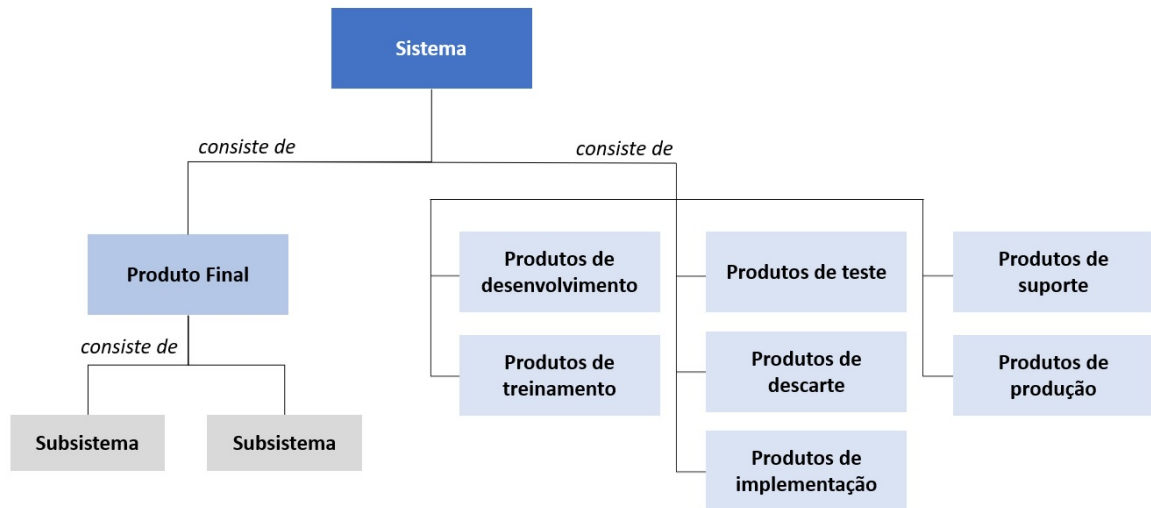 Sistema
consiste de
consiste de
Produto Final
consiste de
Subsistema
Subsistema
Produtos de
desenvolvimento
Produtos de teste
Produtos de
suporte
Produtos de
treinamento
Produtos de
descarte
Produtos de
produção
Produtos de
implementação